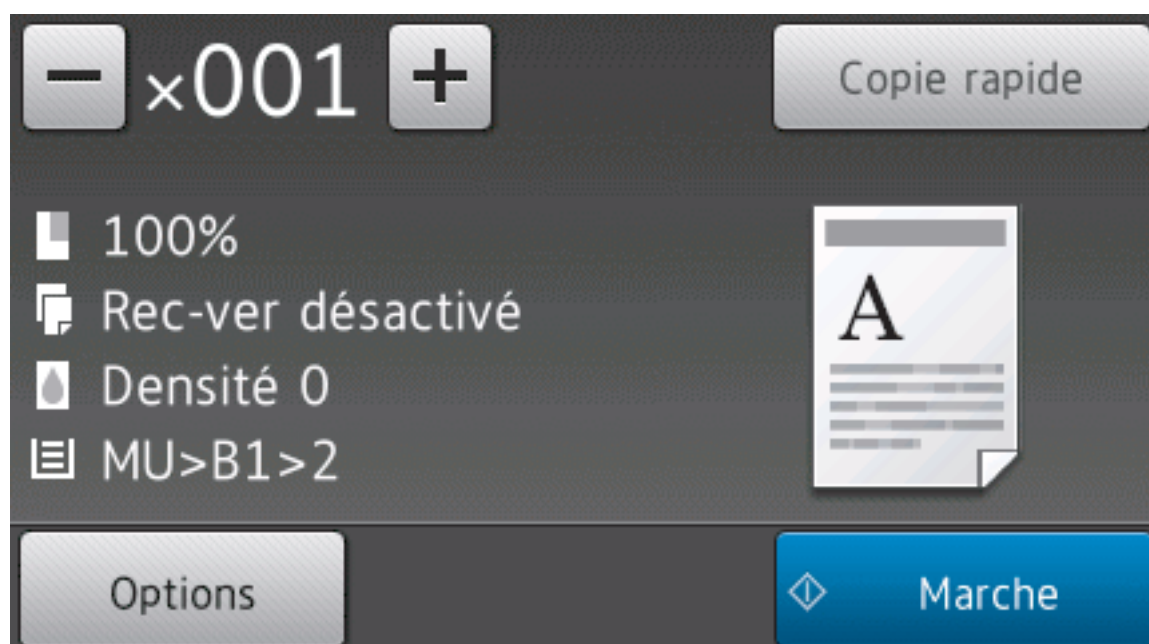 ×001
Copie rapide
100%
Rec-ver désactivé
Densité 0
MU>B1>2
A
Options
Marche